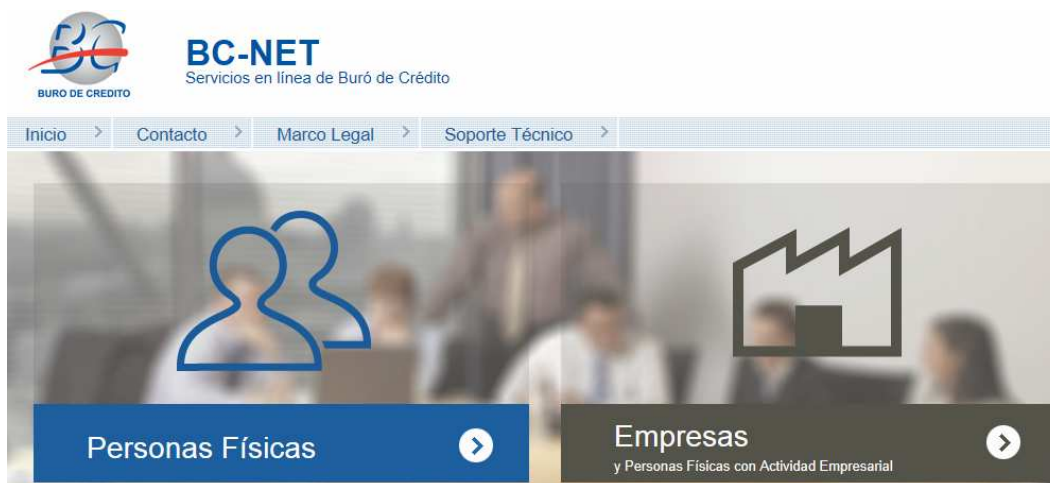 BURO DE CREDITO
BC-NET
Servicios en línea de Buró de Crédito
Inicio
Contacto
Marco Legal
Soporte Técnico
Personas Físicas
Empresas
y Personas Físicas con Actividad Empresarial